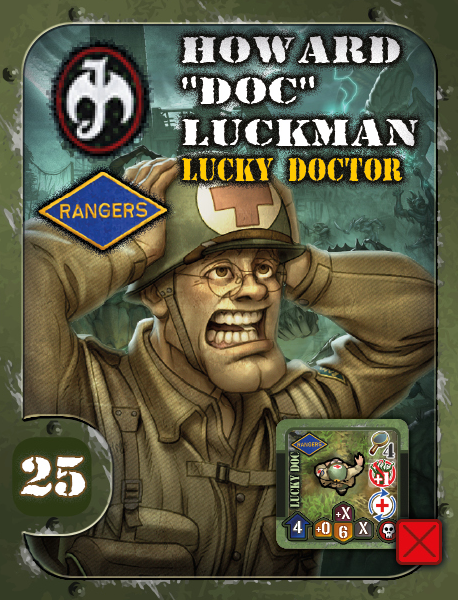 HOWARD
"DOC"
LUCKMAN
LUCKY DOCTOR
RANGERS
25
RANGERS
LUCKY DOC
4
+1
+X
4
+0
6
X